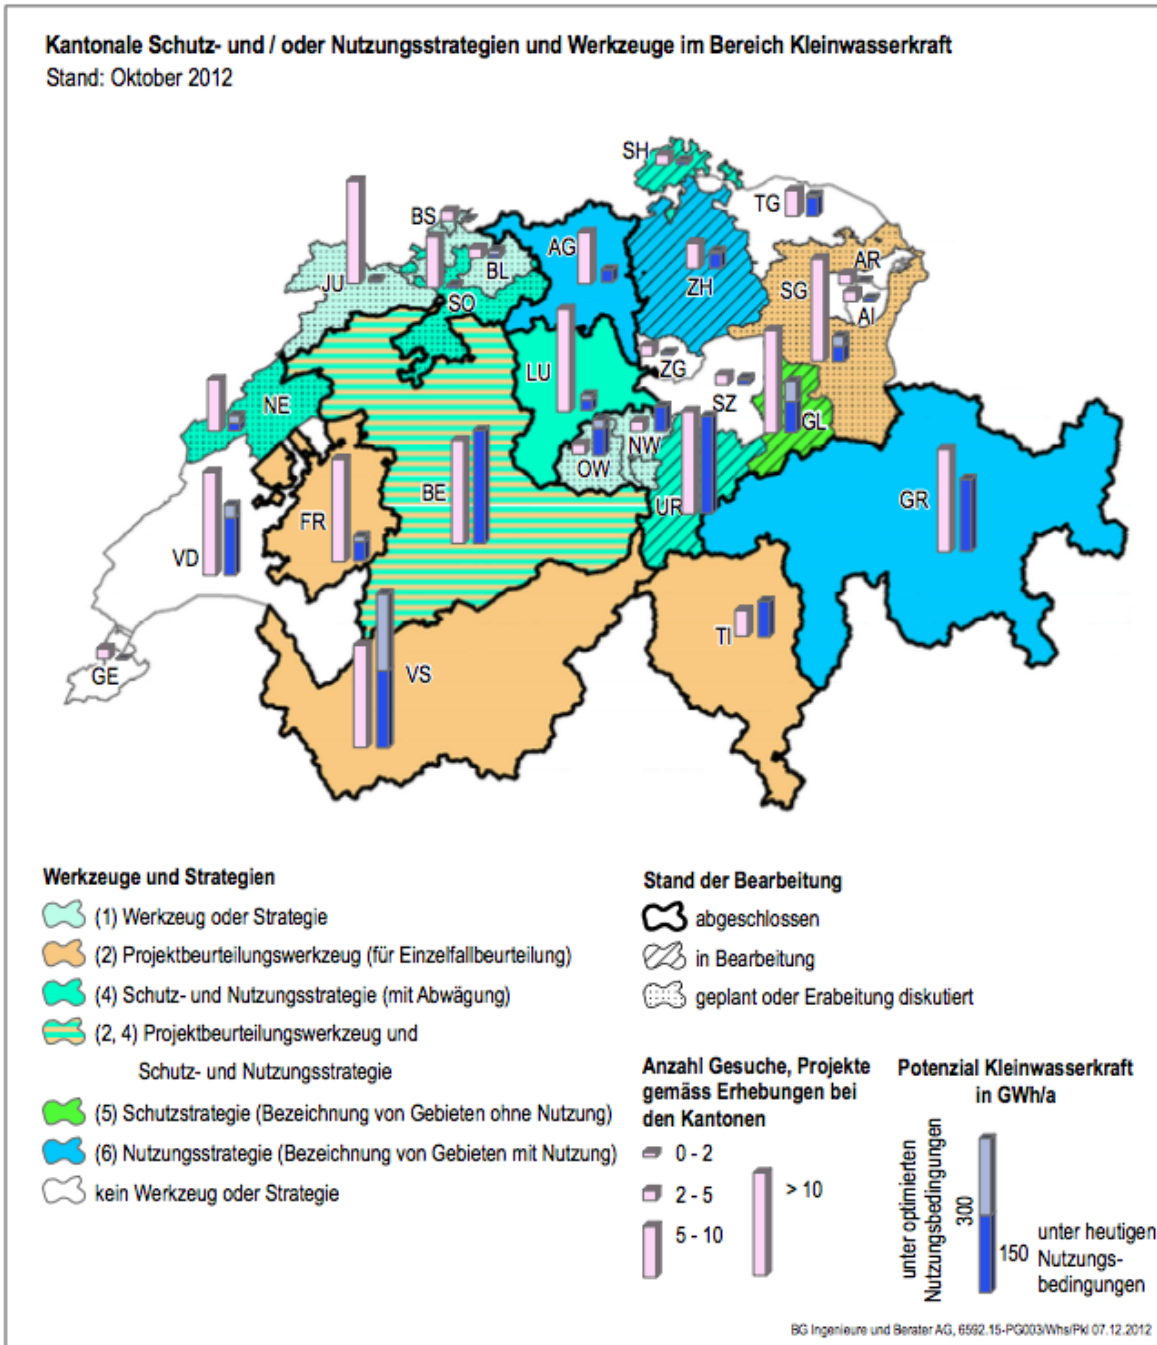 Kantonale Schutz- und / oder Nutzungsstrategien und Werkzeuge im Bereich Kleinwasserkraft
Stand: Oktober 2012
SH
TG
BS
AG
AR
BL
ZH
SG
JU
SO
AI
ZG
LU
SZ
NE
GL
NW
OW
BE
UR
GR
FR
VD
TI
GE
VS
Werkzeuge und Strategien
(1) Werkzeug oder Strategie
(2) Projektbeurteilungswerkzeug (für Einzelfallbeurteilung)
(4) Schutz- und Nutzungsstrategie (mit Abwägung)
(2, 4) Projektbeurteilungswerkzeug und
Schutz- und Nutzungsstrategie
(5) Schutzstrategie (Bezeichnung von Gebieten ohne Nutzung)
(6) Nutzungsstrategie (Bezeichnung von Gebieten mit Nutzung)
kein Werkzeug oder Strategie
Stand der Bearbeitung
abgeschlossen
in Bearbeitung
geplant oder Erabeitung diskutiert
Anzahl Gesuche, Projekte
gemäss Erhebungen bei
den Kantonen
0 - 2
2 - 5
5 - 10
> 10
Potenzial Kleinwasserkraft
in GWh/a
unter optimierten
Nutzungsbedingungen
300
150
unter heutigen
Nutzungs-
bedingungen
BG Ingenieure und Berater AG, 6592.15-PG003/Whs/Pkl 07.12.2012